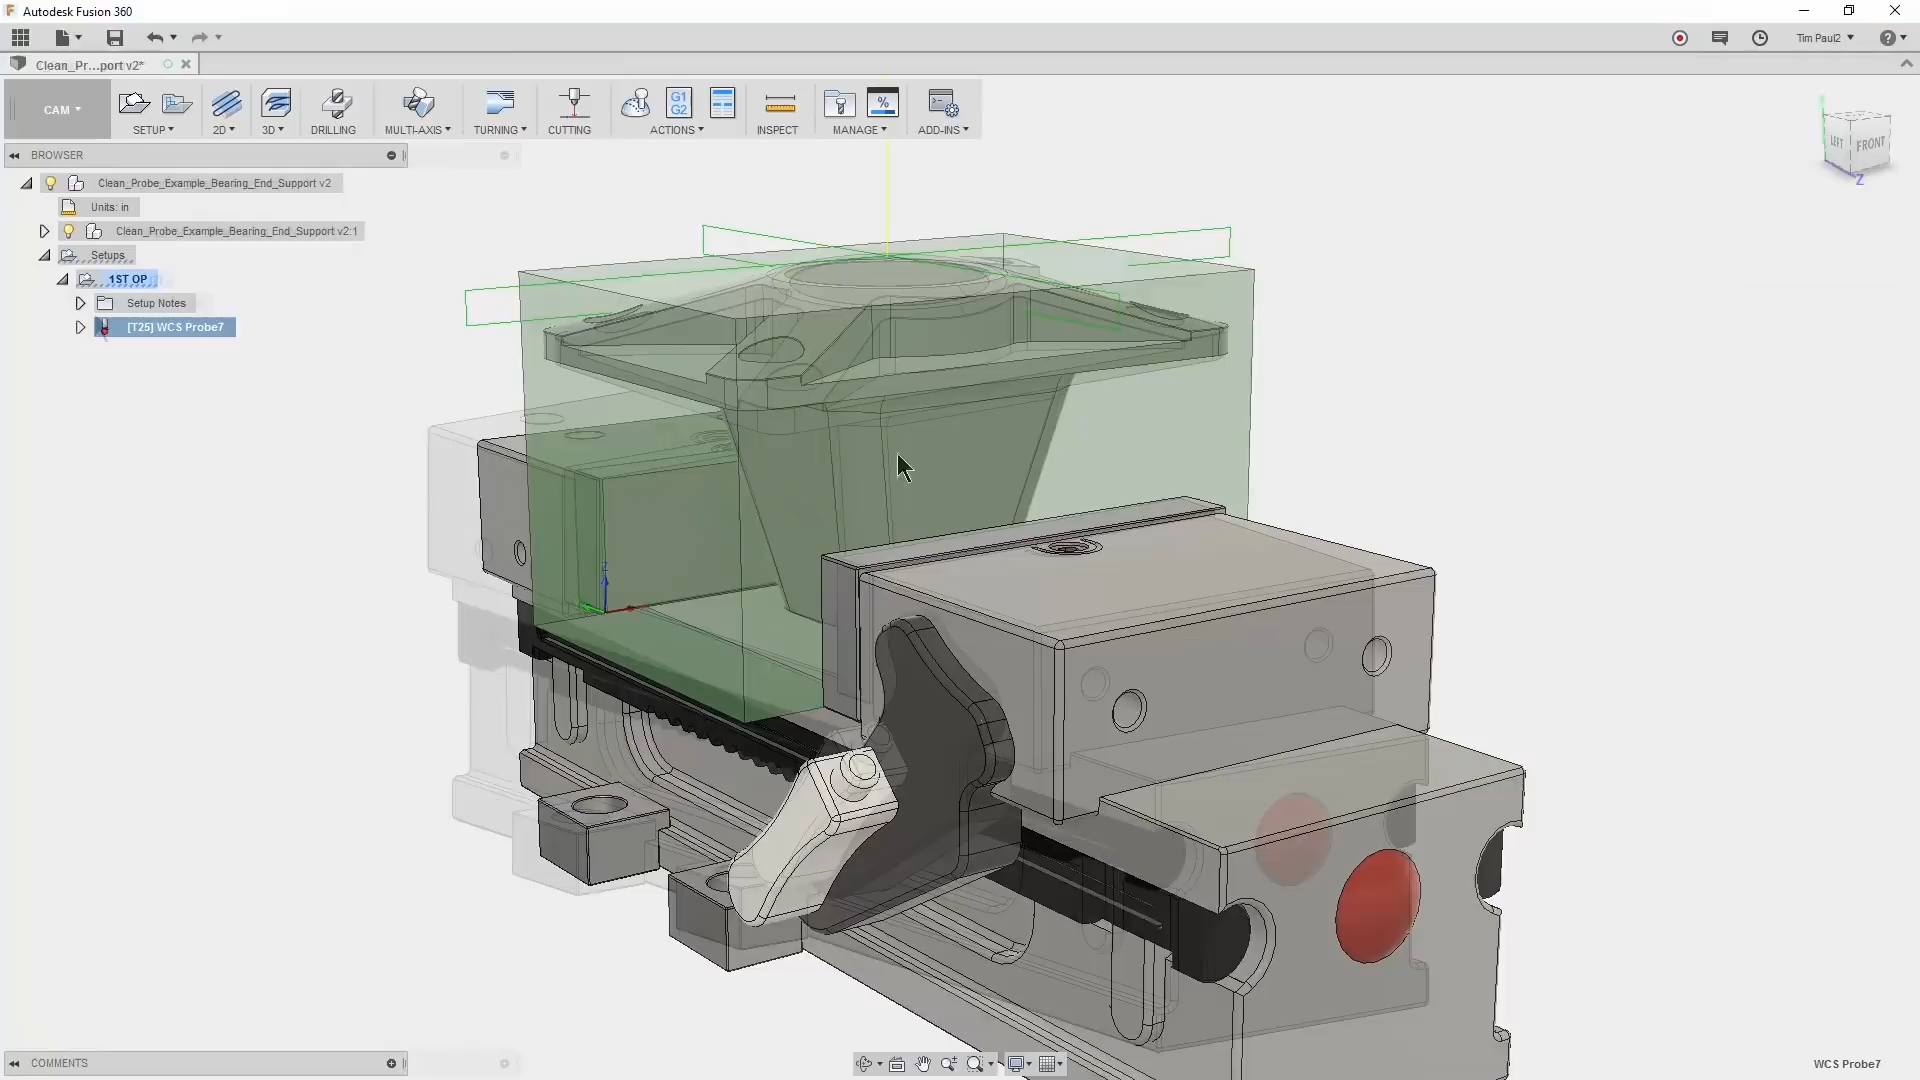 Autodesk Fusion 360
Tim Paul2
Clean_Pr...port v2*
CAM
G1
G2
%
SETUP
2D
3D
DRILLING
MULTI-AXIS
TURNING
CUTTING
ACTIONS
INSPECT
MANAGE
ADD-INS
LEFT
FRONT
Z
BROWSER
Clean_Probe_Example_Bearing_End_Support v2
Units: in
Clean_Probe_Example_Bearing_End_Support v2:1
Setups
1ST OP
Setup Notes
[T25] WCS Probe7
Z
COMMENTS
WCS Probe7